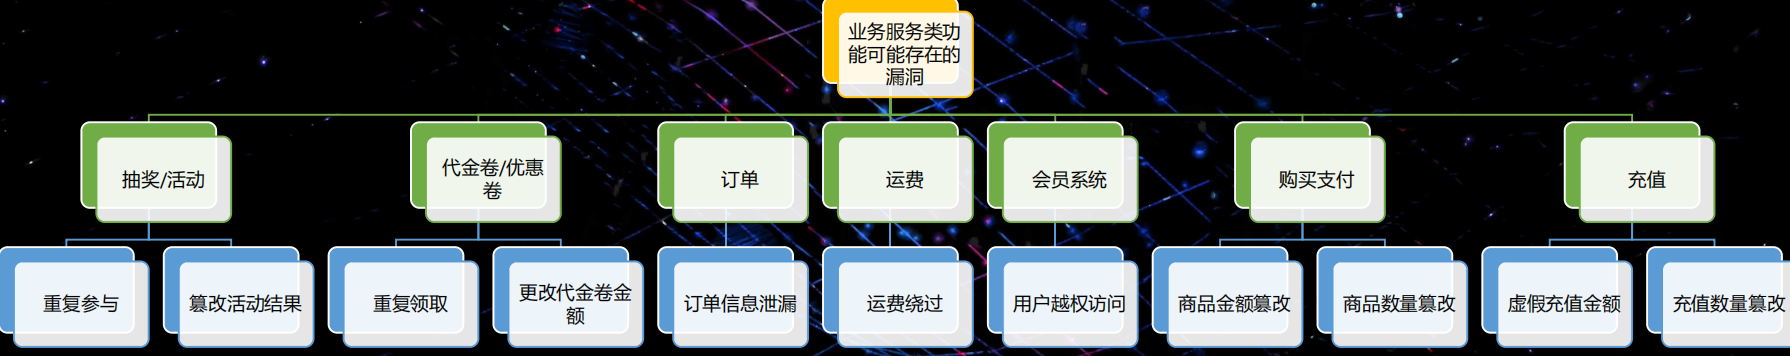 业务服务类功
能可能存在的
漏洞
抽奖/活动
代金卷/优惠
卷
订单
运费
会员系统
购买支付
充值
重复参与
篡改活动结果
重复领取
更改代金卷金
额
订单信息泄漏
运费绕过
用户越权访问
商品金额篡改
商品数量篡改
虚假充值金额
充值数量篡改